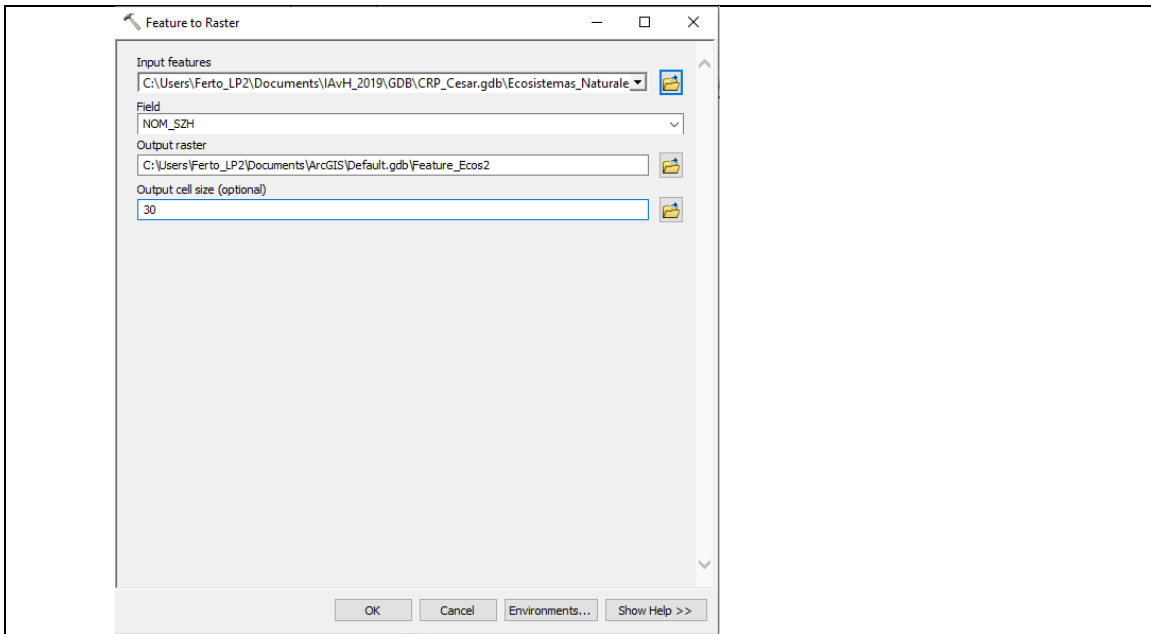 Feature to Raster
Input features
C:\Users\Ferto_LP2\Documents\IAvH_2019\GDB\CRP_Cesar.gdb\Ecosistemas_Naturale
Field
NOM_SZH
Output raster
C:\Users\Ferto_LP2\Documents\ArcGIS\Default.gdb\Feature_Ecos2
Output cell size (optional)
30
OK Cancel Environments... Show Help >>